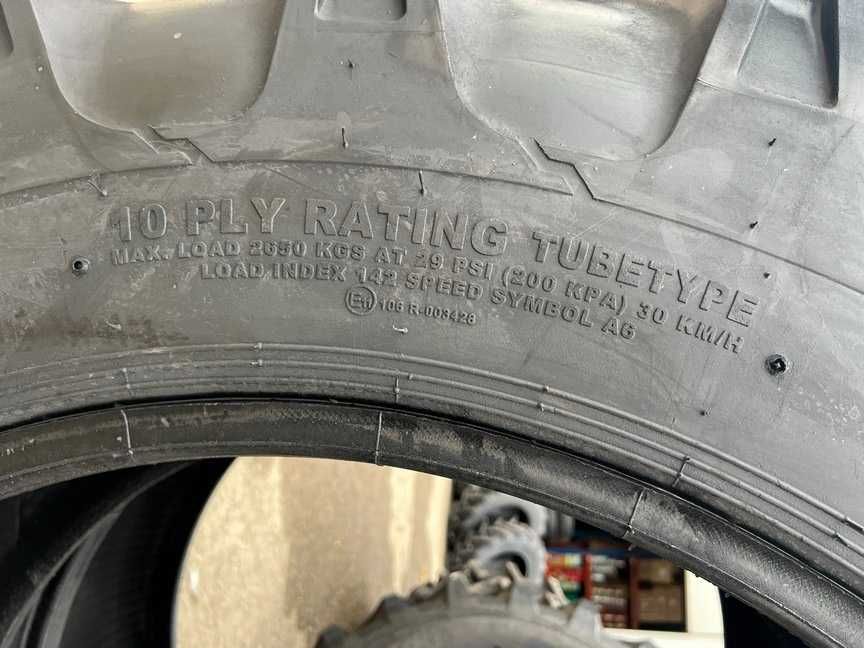 10 PLY RATING TUBETYPE
MAX. LOAD 2650 KGS AT 29 PSI (200 KPA) 30 KM/H
LOAD INDEX 142 SPEED SYMBOL A6
E11 106 R-003428